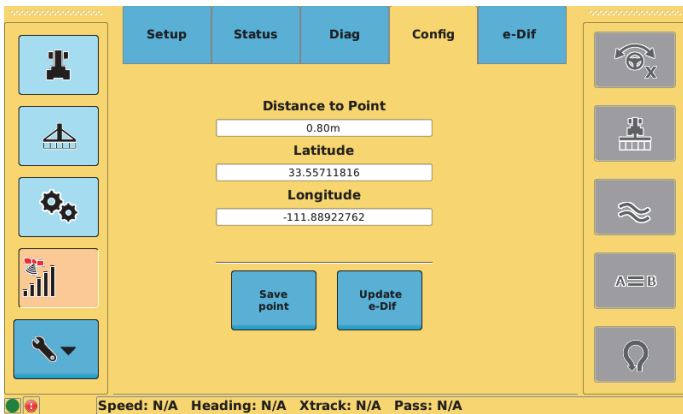 Setup Status Diag Config e-Dif
Distance to Point
0.80m
Latitude
33.55711816
Longitude
-111.88922762
Save
point
Update
e-Dif
X
A=B
Speed: N/A Heading: N/A Xtrack: N/A Pass: N/A